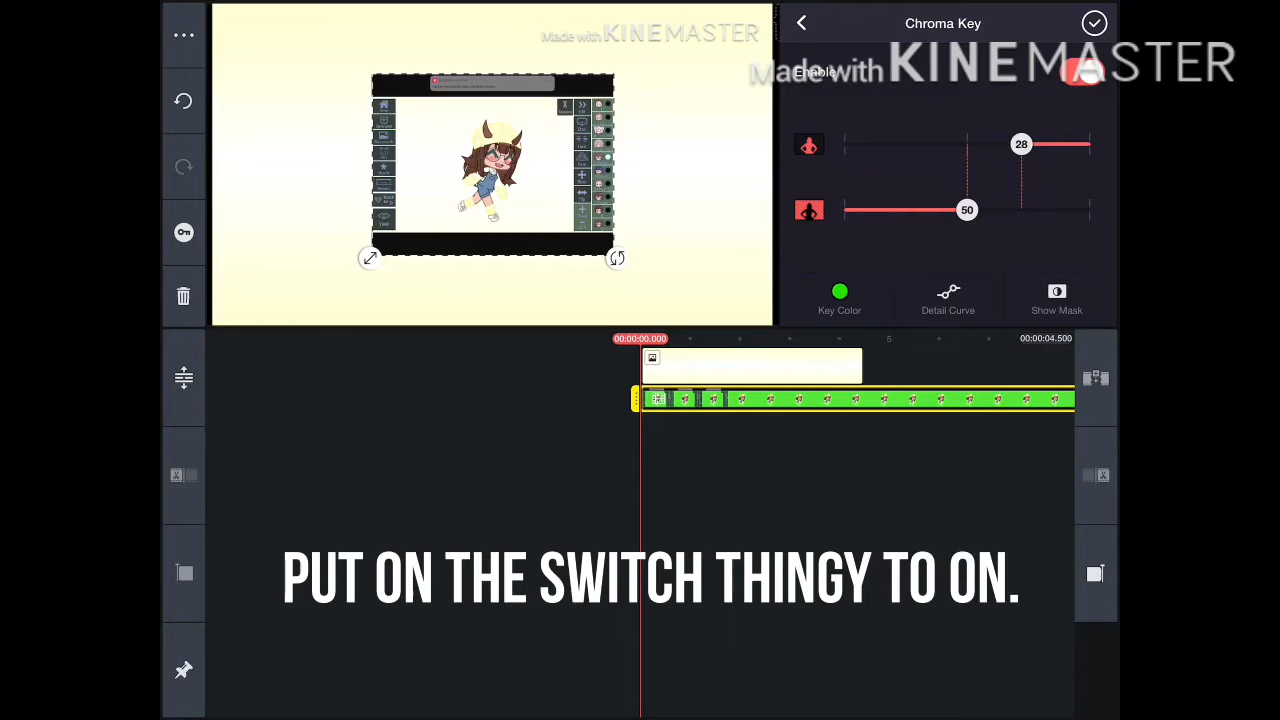 Made with KINEMASTER
Chroma Key
Made with KINEMASTER
Enable
28
50
Key Color
Detail Curve
Show Mask
00:00:00.000
5
00:00:04.500
PUT ON THE SWITCH THINGY TO ON.